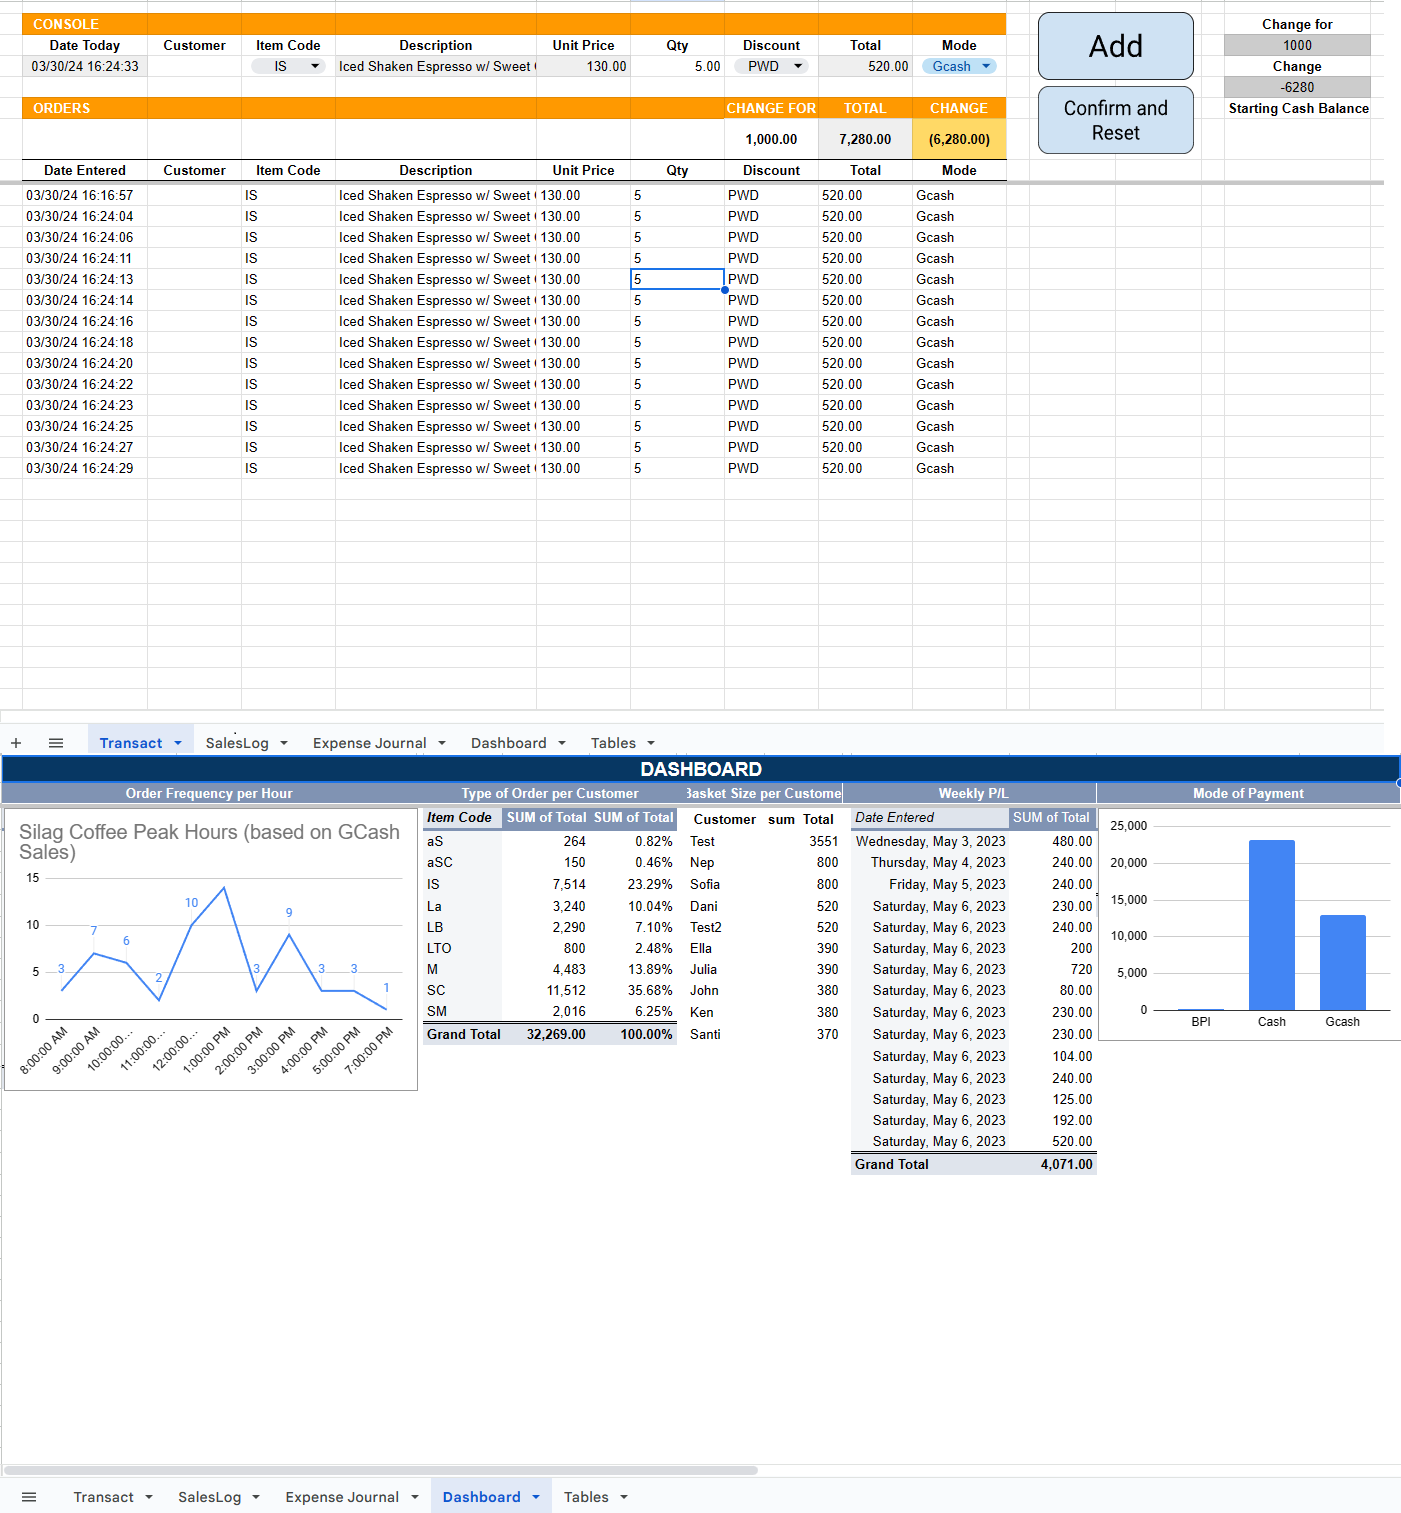 CONSOLE
Date Today Customer Item Code Description Unit Price Qty Discount Total Mode
03/30/24 16:24:33 IS Iced Shaken Espresso w/ Sweet 130.00 5.00 PWD 520.00 Gcash
Add
Confirm and
Reset
Change for
1000
Change
-6280
Starting Cash Balance
ORDERS CHANGE FOR TOTAL CHANGE
1,000.00 7,280.00 (6,280.00)
Date Entered Customer Item Code Description Unit Price Qty Discount Total Mode
03/30/24 16:16:57 IS Iced Shaken Espresso w/ Sweet 130.00 5 PWD 520.00 Gcash
03/30/24 16:24:04 IS Iced Shaken Espresso w/ Sweet 130.00 5 PWD 520.00 Gcash
03/30/24 16:24:06 IS Iced Shaken Espresso w/ Sweet 130.00 5 PWD 520.00 Gcash
03/30/24 16:24:11 IS Iced Shaken Espresso w/ Sweet 130.00 5 PWD 520.00 Gcash
03/30/24 16:24:13 IS Iced Shaken Espresso w/ Sweet 130.00 5 PWD 520.00 Gcash
03/30/24 16:24:14 IS Iced Shaken Espresso w/ Sweet 130.00 5 PWD 520.00 Gcash
03/30/24 16:24:16 IS Iced Shaken Espresso w/ Sweet 130.00 5 PWD 520.00 Gcash
03/30/24 16:24:18 IS Iced Shaken Espresso w/ Sweet 130.00 5 PWD 520.00 Gcash
03/30/24 16:24:20 IS Iced Shaken Espresso w/ Sweet 130.00 5 PWD 520.00 Gcash
03/30/24 16:24:22 IS Iced Shaken Espresso w/ Sweet 130.00 5 PWD 520.00 Gcash
03/30/24 16:24:23 IS Iced Shaken Espresso w/ Sweet 130.00 5 PWD 520.00 Gcash
03/30/24 16:24:25 IS Iced Shaken Espresso w/ Sweet 130.00 5 PWD 520.00 Gcash
03/30/24 16:24:27 IS Iced Shaken Espresso w/ Sweet 130.00 5 PWD 520.00 Gcash
03/30/24 16:24:29 IS Iced Shaken Espresso w/ Sweet 130.00 5 PWD 520.00 Gcash
Transact SalesLog Expense Journal Dashboard Tables
DASHBOARD
Order Frequency per Hour Type of Order per Customer Basket Size per Custome Weekly P/L Mode of Payment
Silag Coffee Peak Hours (based on GCash
Sales)
15
10
5
0
3 7 6 2 10 3 9 3 3 1
8:00:00 AM 9:00:00 AM 10:00:00... 11:00:00... 12:00:00... 1:00:00 PM 2:00:00 PM 3:00:00 PM 4:00:00 PM 5:00:00 PM 7:00:00 PM
Item Code SUM of Total SUM of Total
aS 264 0.82%
aSC 150 0.46%
IS 7,514 23.29%
La 3,240 10.04%
LB 2,290 7.10%
LTO 800 2.48%
M 4,483 13.89%
SC 11,512 35.68%
SM 2,016 6.25%
Grand Total 32,269.00 100.00%
Customer sum Total
Test 3551
Nep 800
Sofia 800
Dani 520
Test2 520
Ella 390
Julia 390
John 380
Ken 380
Santi 370
Date Entered SUM of Total
Wednesday, May 3, 2023 480.00
Thursday, May 4, 2023 240.00
Friday, May 5, 2023 240.00
Saturday, May 6, 2023 230.00
Saturday, May 6, 2023 240.00
Saturday, May 6, 2023 200
Saturday, May 6, 2023 720
Saturday, May 6, 2023 80.00
Saturday, May 6, 2023 230.00
Saturday, May 6, 2023 230.00
Saturday, May 6, 2023 104.00
Saturday, May 6, 2023 240.00
Saturday, May 6, 2023 125.00
Saturday, May 6, 2023 192.00
Saturday, May 6, 2023 520.00
Grand Total 4,071.00
25,000
20,000
15,000
10,000
5,000
0
BPI Cash Gcash
Transact SalesLog Expense Journal Dashboard Tables